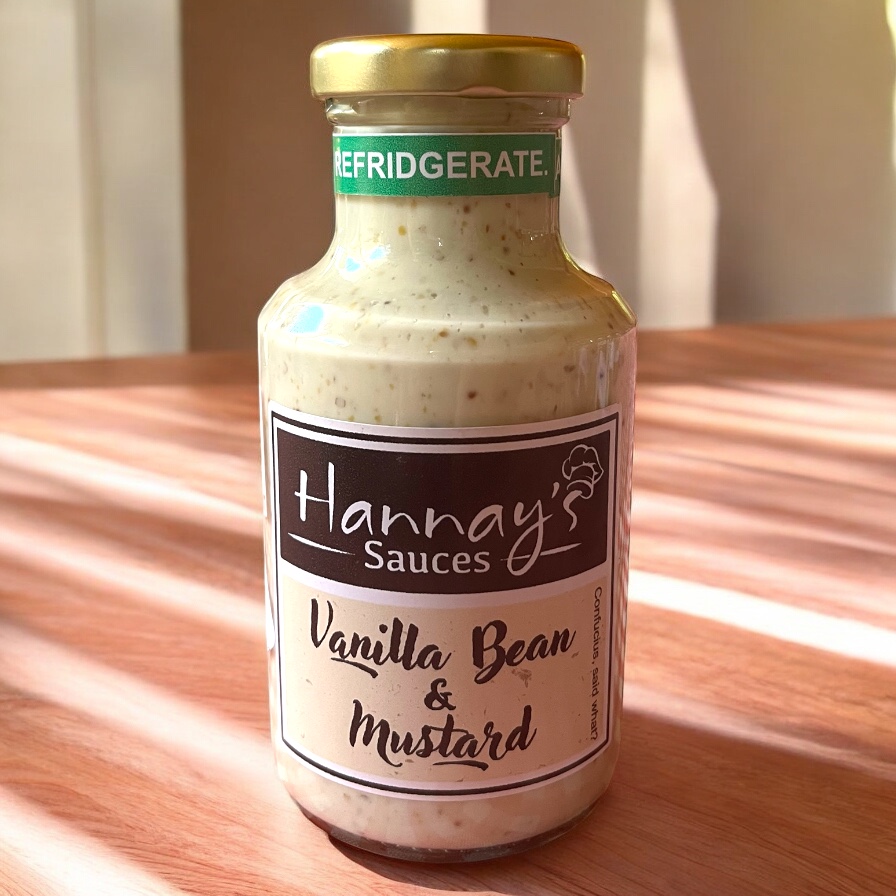 REFRIDGERATE.
Hannay's
Sauces
Vanilla Bean
&
Mustard
Confucius, said what?